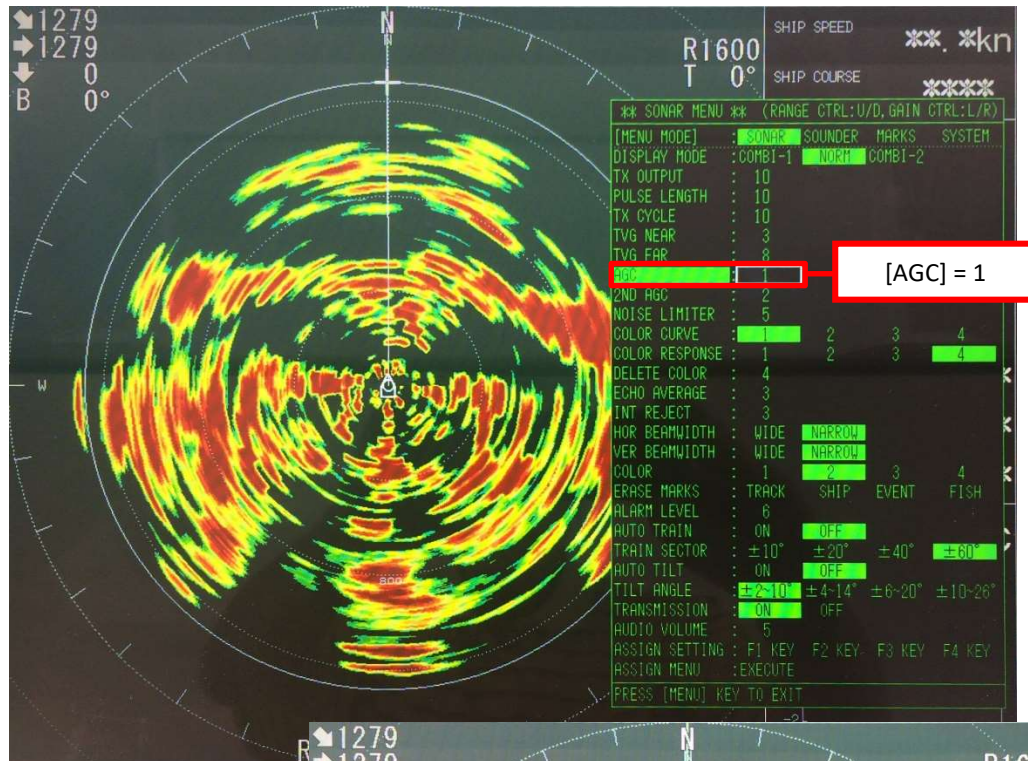 1279
1279
0
B 0°
N
N
R1600
T 0°
SHIP SPEED
**. *kn
SHIP COURSE
****
** SONAR MENU ** (RANGE CTRL:U/D,GAIN CTRL:L/R)
[MENU MODE] : SONAR SOUNDER MARKS SYSTEM
DISPLAY MODE :COMBI-1 NORM COMBI-2
TX OUTPUT : 10
PULSE LENGTH : 10
TX CYCLE : 10
TVG NEAR : 3
TVG FAR : 8
AGC : 1
[AGC] = 1
2ND AGC : 2
NOISE LIMITER : 5
COLOR CURVE : 1 2 3 4
COLOR RESPONSE : 1 2 3 4
DELETE COLOR : 4
ECHO AVERAGE : 3
INT REJECT : 3
HOR BEAMWIDTH : WIDE NARROW
VER BEAMWIDTH : WIDE NARROW
COLOR : 1 2 3 4
ERASE MARKS : TRACK SHIP EVENT FISH
ALARM LEVEL : 6
AUTO TRAIN : ON OFF
TRAIN SECTOR : ±10° ±20° ±40° ±60°
AUTO TILT : ON OFF
TILT ANGLE : ±2~10° ±4~14° ±6~20° ±10~26°
TRANSMISSION : ON OFF
AUDIO VOLUME : 5
ASSIGN SETTING : F1 KEY F2 KEY F3 KEY F4 KEY
ASSIGN MENU :EXECUTE
PRESS [MENU] KEY TO EXIT
W
800
R
1279
N